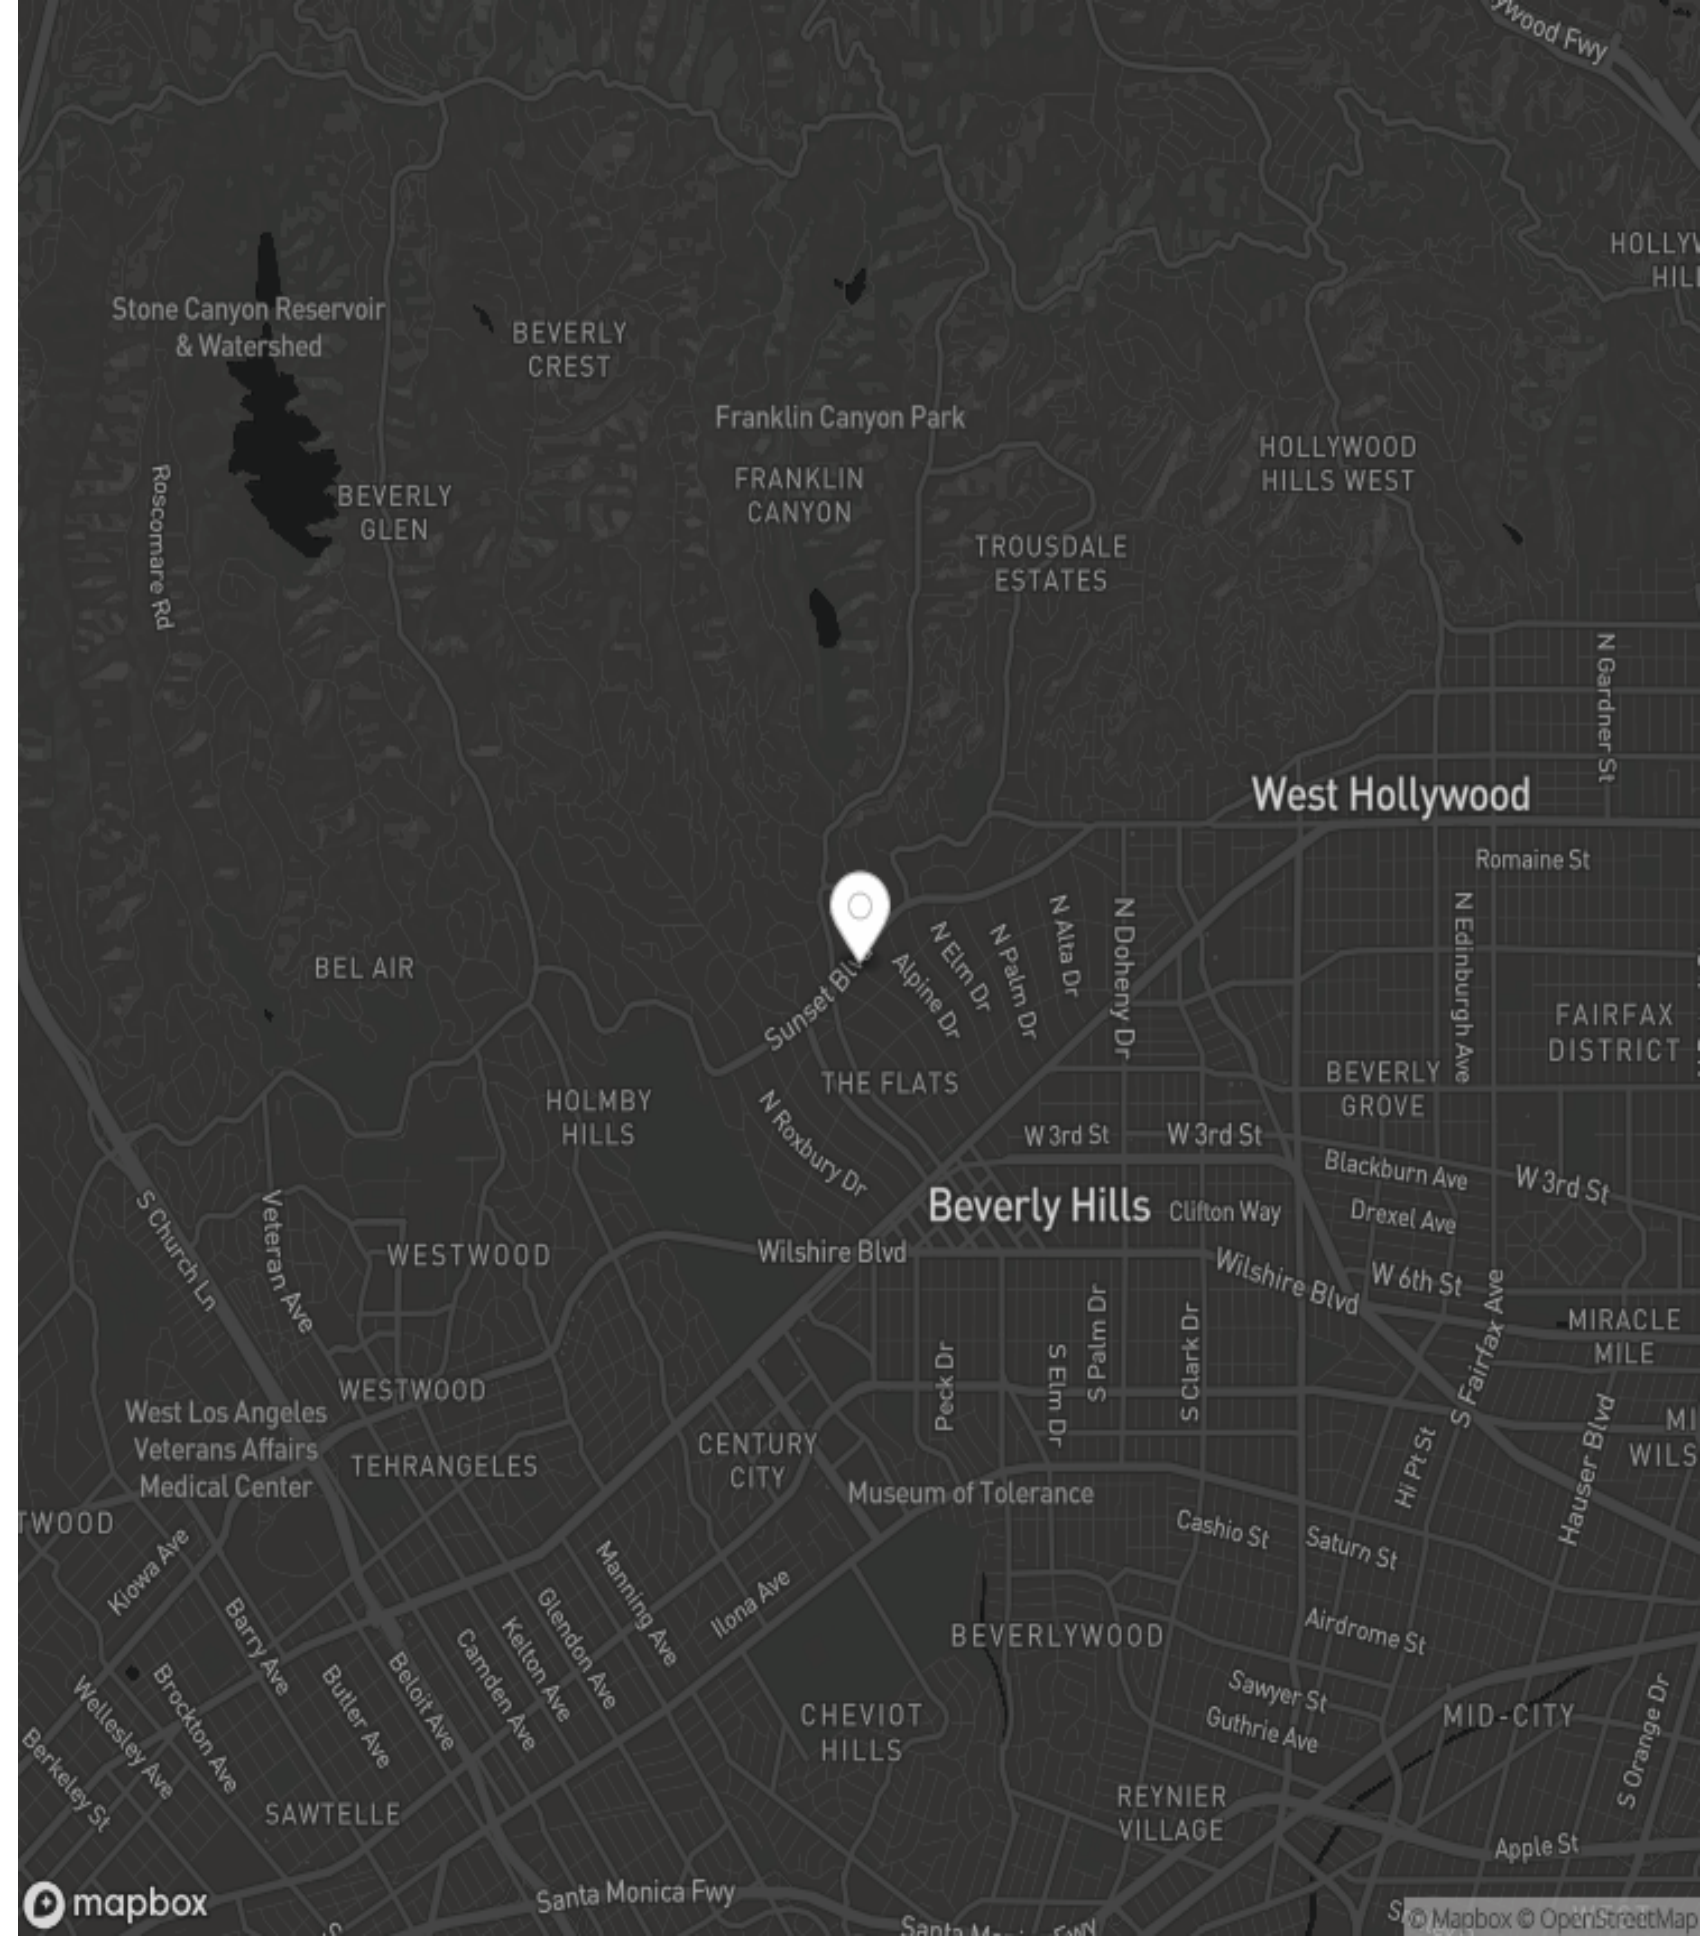 ywood Fwy
HOLLYW
HILL
Stone Canyon Reservoir
& Watershed
BEVERLY
CREST
Franklin Canyon Park
FRANKLIN
CANYON
HOLLYWOOD
HILLS WEST
Roscomare Rd
BEVERLY
GLEN
TROUSDALE
ESTATES
N Gardner St
West Hollywood
Romaine St
BEL AIR
Sunset Blv
Alpine Dr
N Elm Dr
N Palm Dr
N Alta Dr
N Doheny Dr
N Edinburgh Ave
FAIRFAX
DISTRICT
THE FLATS
BEVERLY
GROVE
HOLMBY
HILLS
N Roxbury Dr
W 3rd St
W 3rd St
Blackburn Ave
W 3rd St
Beverly Hills
Clifton Way
Drexel Ave
S Church Ln
Veteran Ave
WESTWOOD
Wilshire Blvd
Wilshire Blvd
W 6th St
S Fairfax Ave
MIRACLE
MILE
Peck Dr
S Elm Dr
S Palm Dr
S Clark Dr
WESTWOOD
West Los Angeles
Veterans Affairs
Medical Center
TEHRANGELES
CENTURY
CITY
Hi Pt St
Hauser Blvd
MI
WILS
Museum of Tolerance
TWOOD
Cashio St
Saturn St
Kiowa Ave
Barry Ave
Manning Ave
Glendon Ave
Kelton Ave
Camden Ave
Ilona Ave
BEVERLYWOOD
Airdrome St
Wellesley Ave
Brockton Ave
Butler Ave
Beloit Ave
Sawyer St
Guthrie Ave
MID-CITY
S Orange Dr
Berkeley St
CHEVIOT
HILLS
SAWTELLE
REYNIER
VILLAGE
Apple St
mapbox
Santa Monica Fwy
© Mapbox © OpenStreetMap